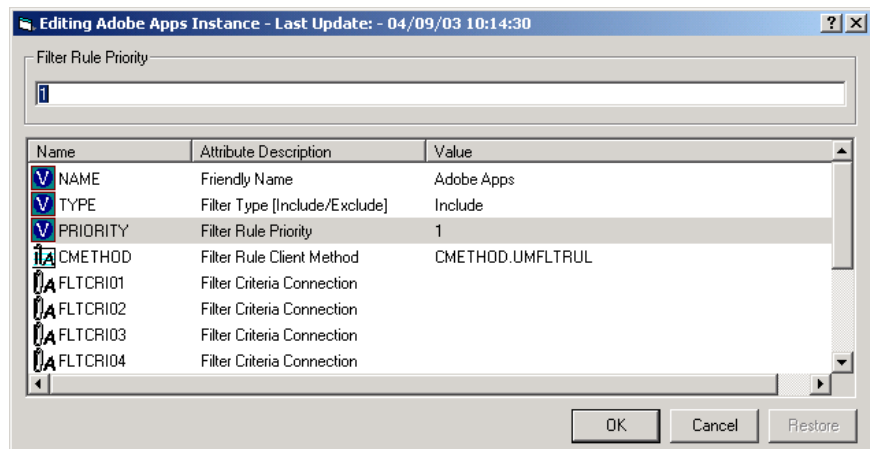 Editing Adobe Apps Instance - Last Update: - 04/09/03 10:14:30
Filter Rule Priority
1
Name Attribute Description Value
V NAME Friendly Name Adobe Apps
V TYPE Filter Type [Include/Exclude] Include
V PRIORITY Filter Rule Priority 1
CMETHOD Filter Rule Client Method CMETHOD.UMFLTRUL
FLTCRI01 Filter Criteria Connection
FLTCRI02 Filter Criteria Connection
FLTCRI03 Filter Criteria Connection
FLTCRI04 Filter Criteria Connection
OK Cancel Restore